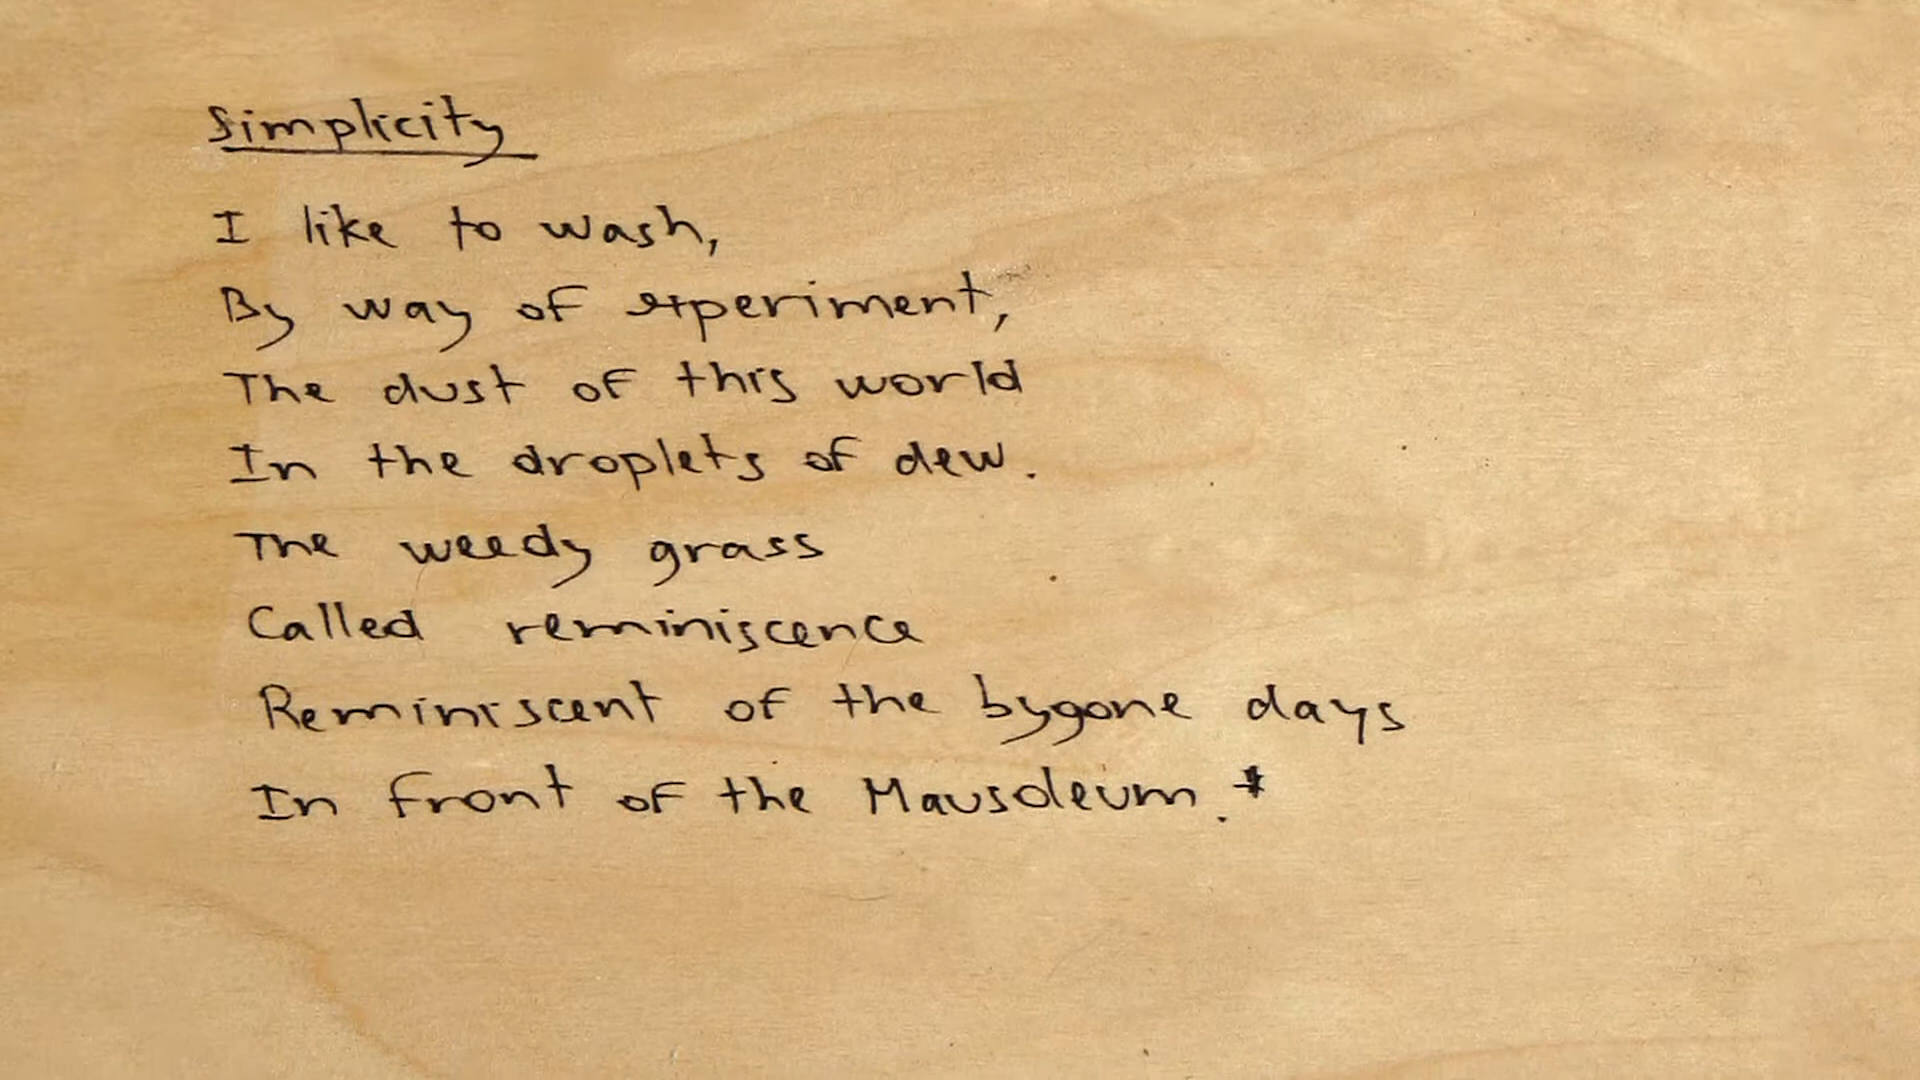 Simplicity
I like to wash,
By way of experiment,
The dust of this world
In the droplets of dew.
The weedy grass
Called reminiscence
Reminiscent of the bygone days
In front of the Mausoleum.*